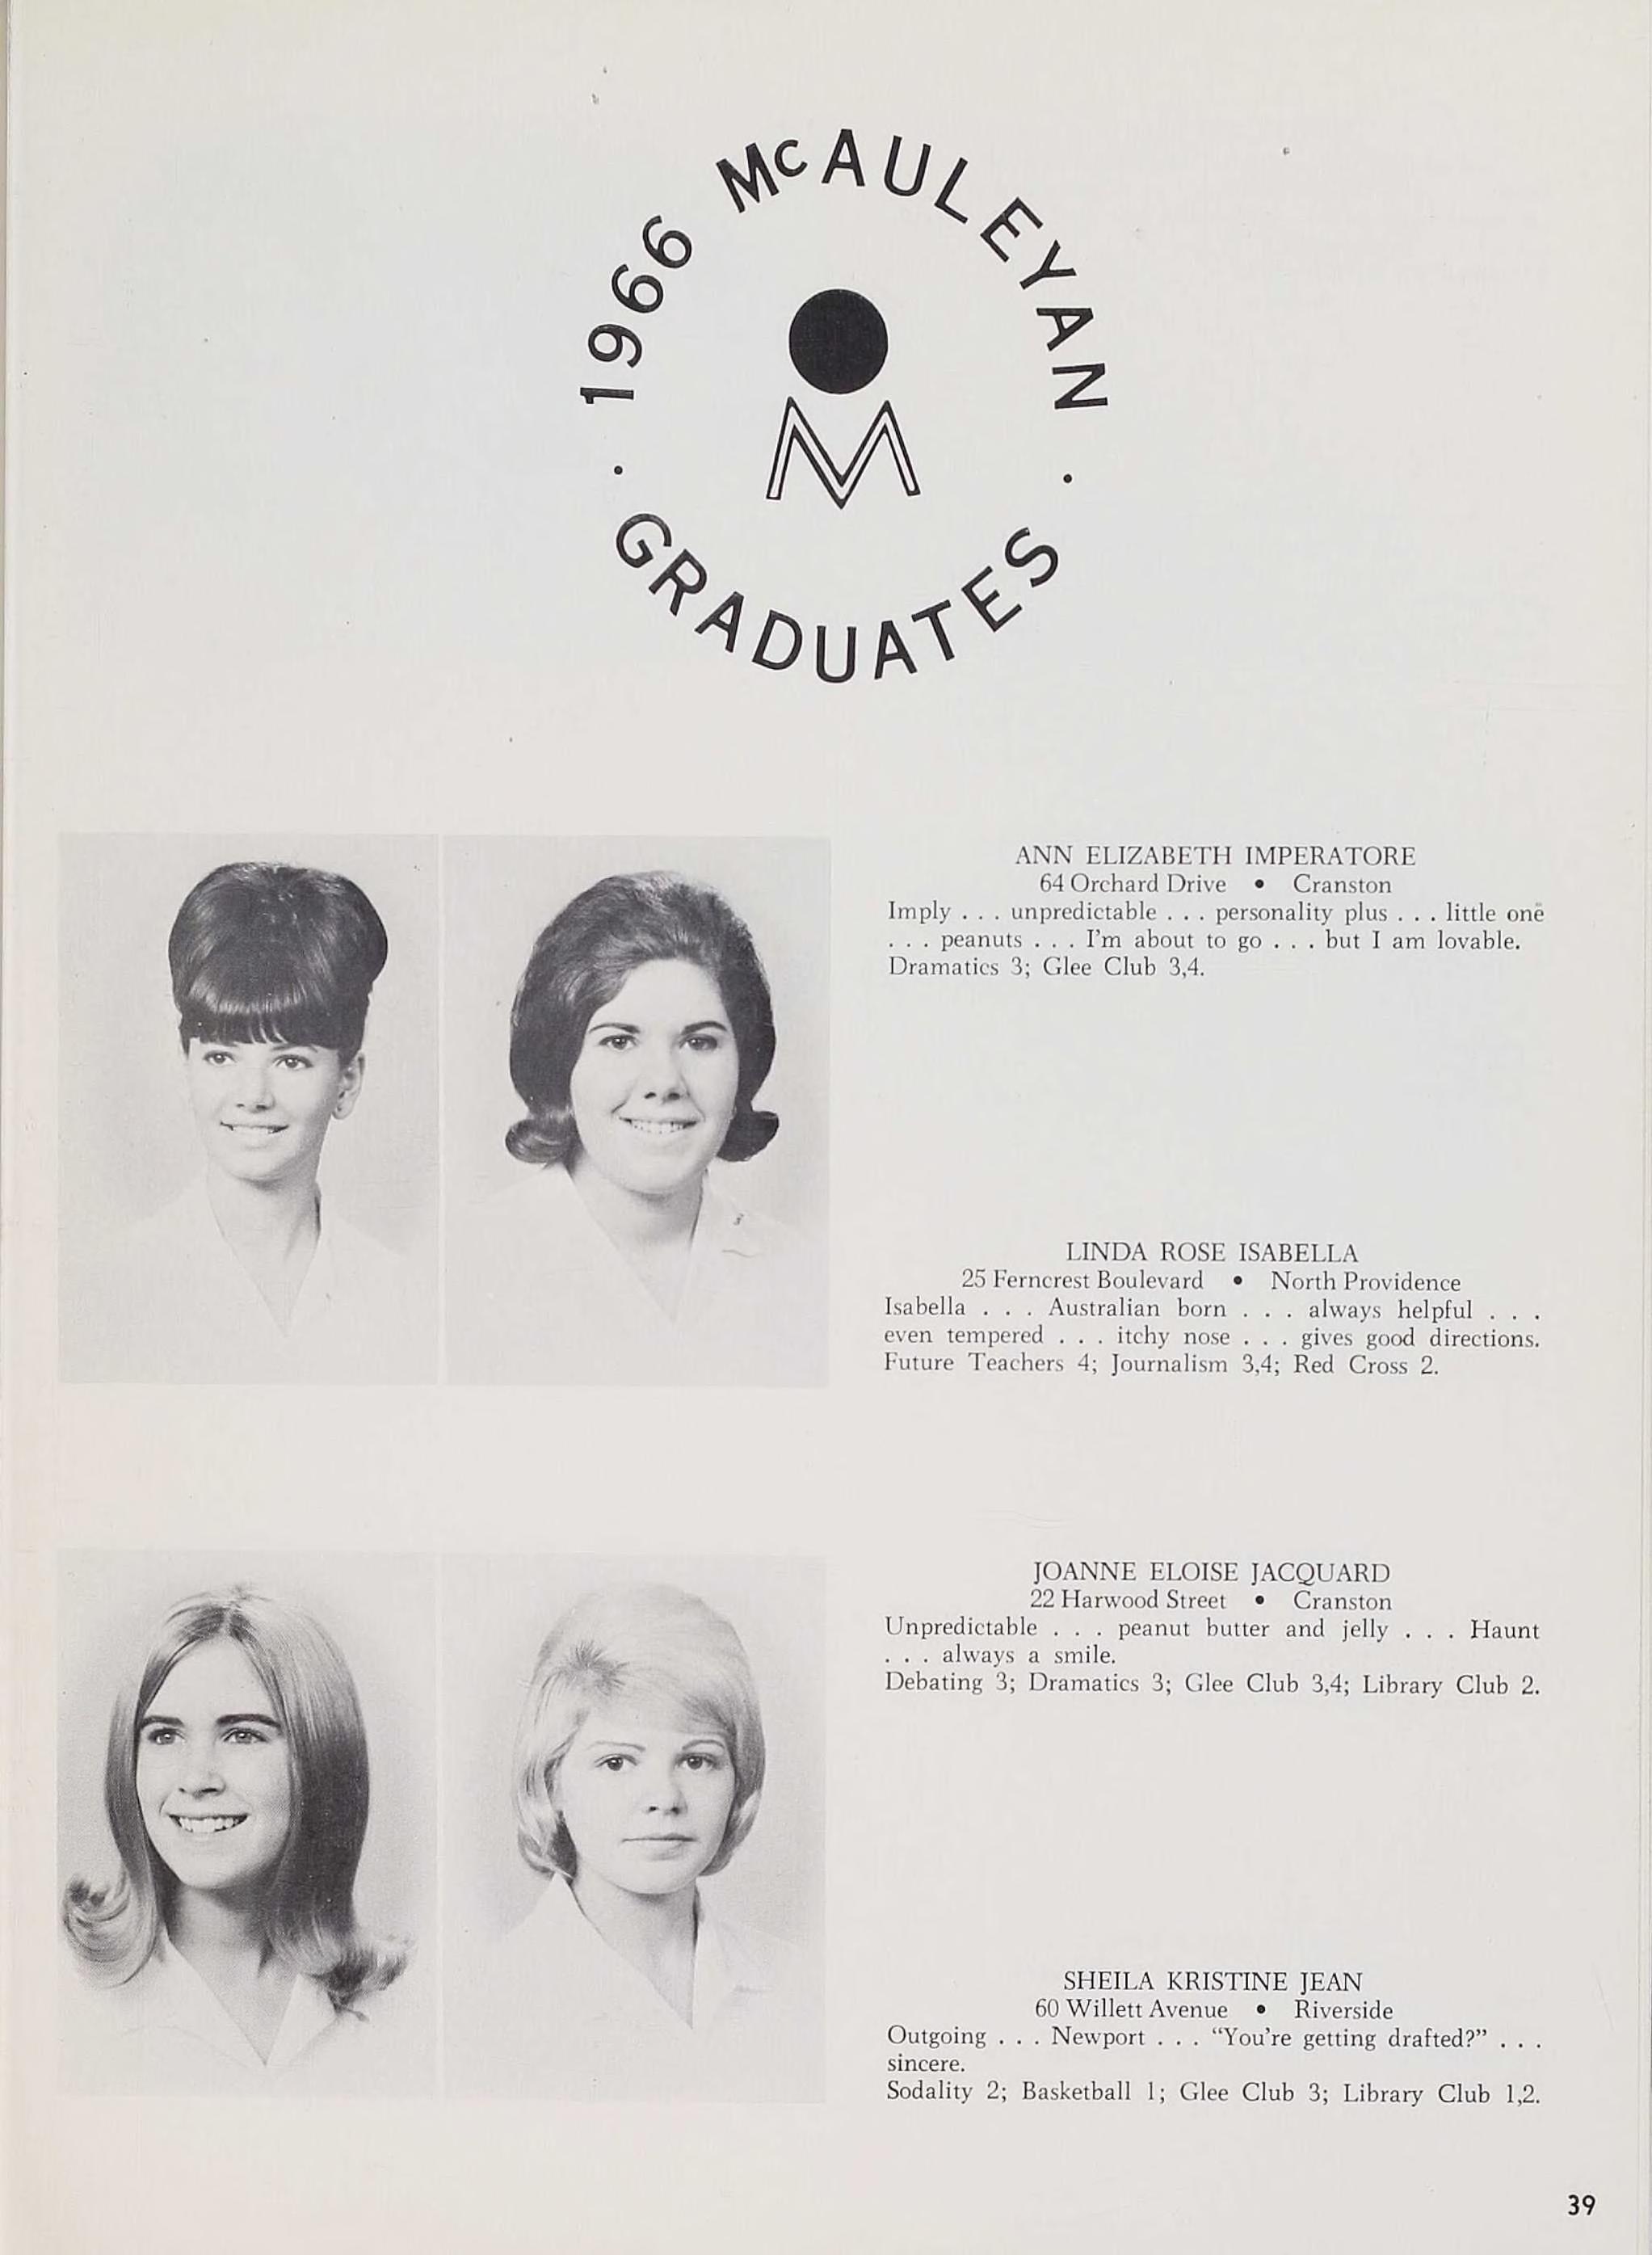 1966 McAULEYAN
M
· GRADUATES ·
ANN ELIZABETH IMPERATORE
64 Orchard Drive • Cranston
Imply . . . unpredictable . . . personality plus . . . little one
. . . peanuts . . . I'm about to go . . . but I am lovable.
Dramatics 3; Glee Club 3,4.
LINDA ROSE ISABELLA
25 Ferncrest Boulevard • North Providence
Isabella . . . Australian born . . . always helpful . . .
even tempered . . . itchy nose . . . gives good directions.
Future Teachers 4; Journalism 3,4; Red Cross 2.
JOANNE ELOISE JACQUARD
22 Harwood Street • Cranston
Unpredictable . . . peanut butter and jelly . . . Haunt
. . . always a smile.
Debating 3; Dramatics 3; Glee Club 3,4; Library Club 2.
SHEILA KRISTINE JEAN
60 Willett Avenue • Riverside
Outgoing . . . Newport . . . “You're getting drafted?” . . .
sincere.
Sodality 2; Basketball 1; Glee Club 3; Library Club 1,2.
39